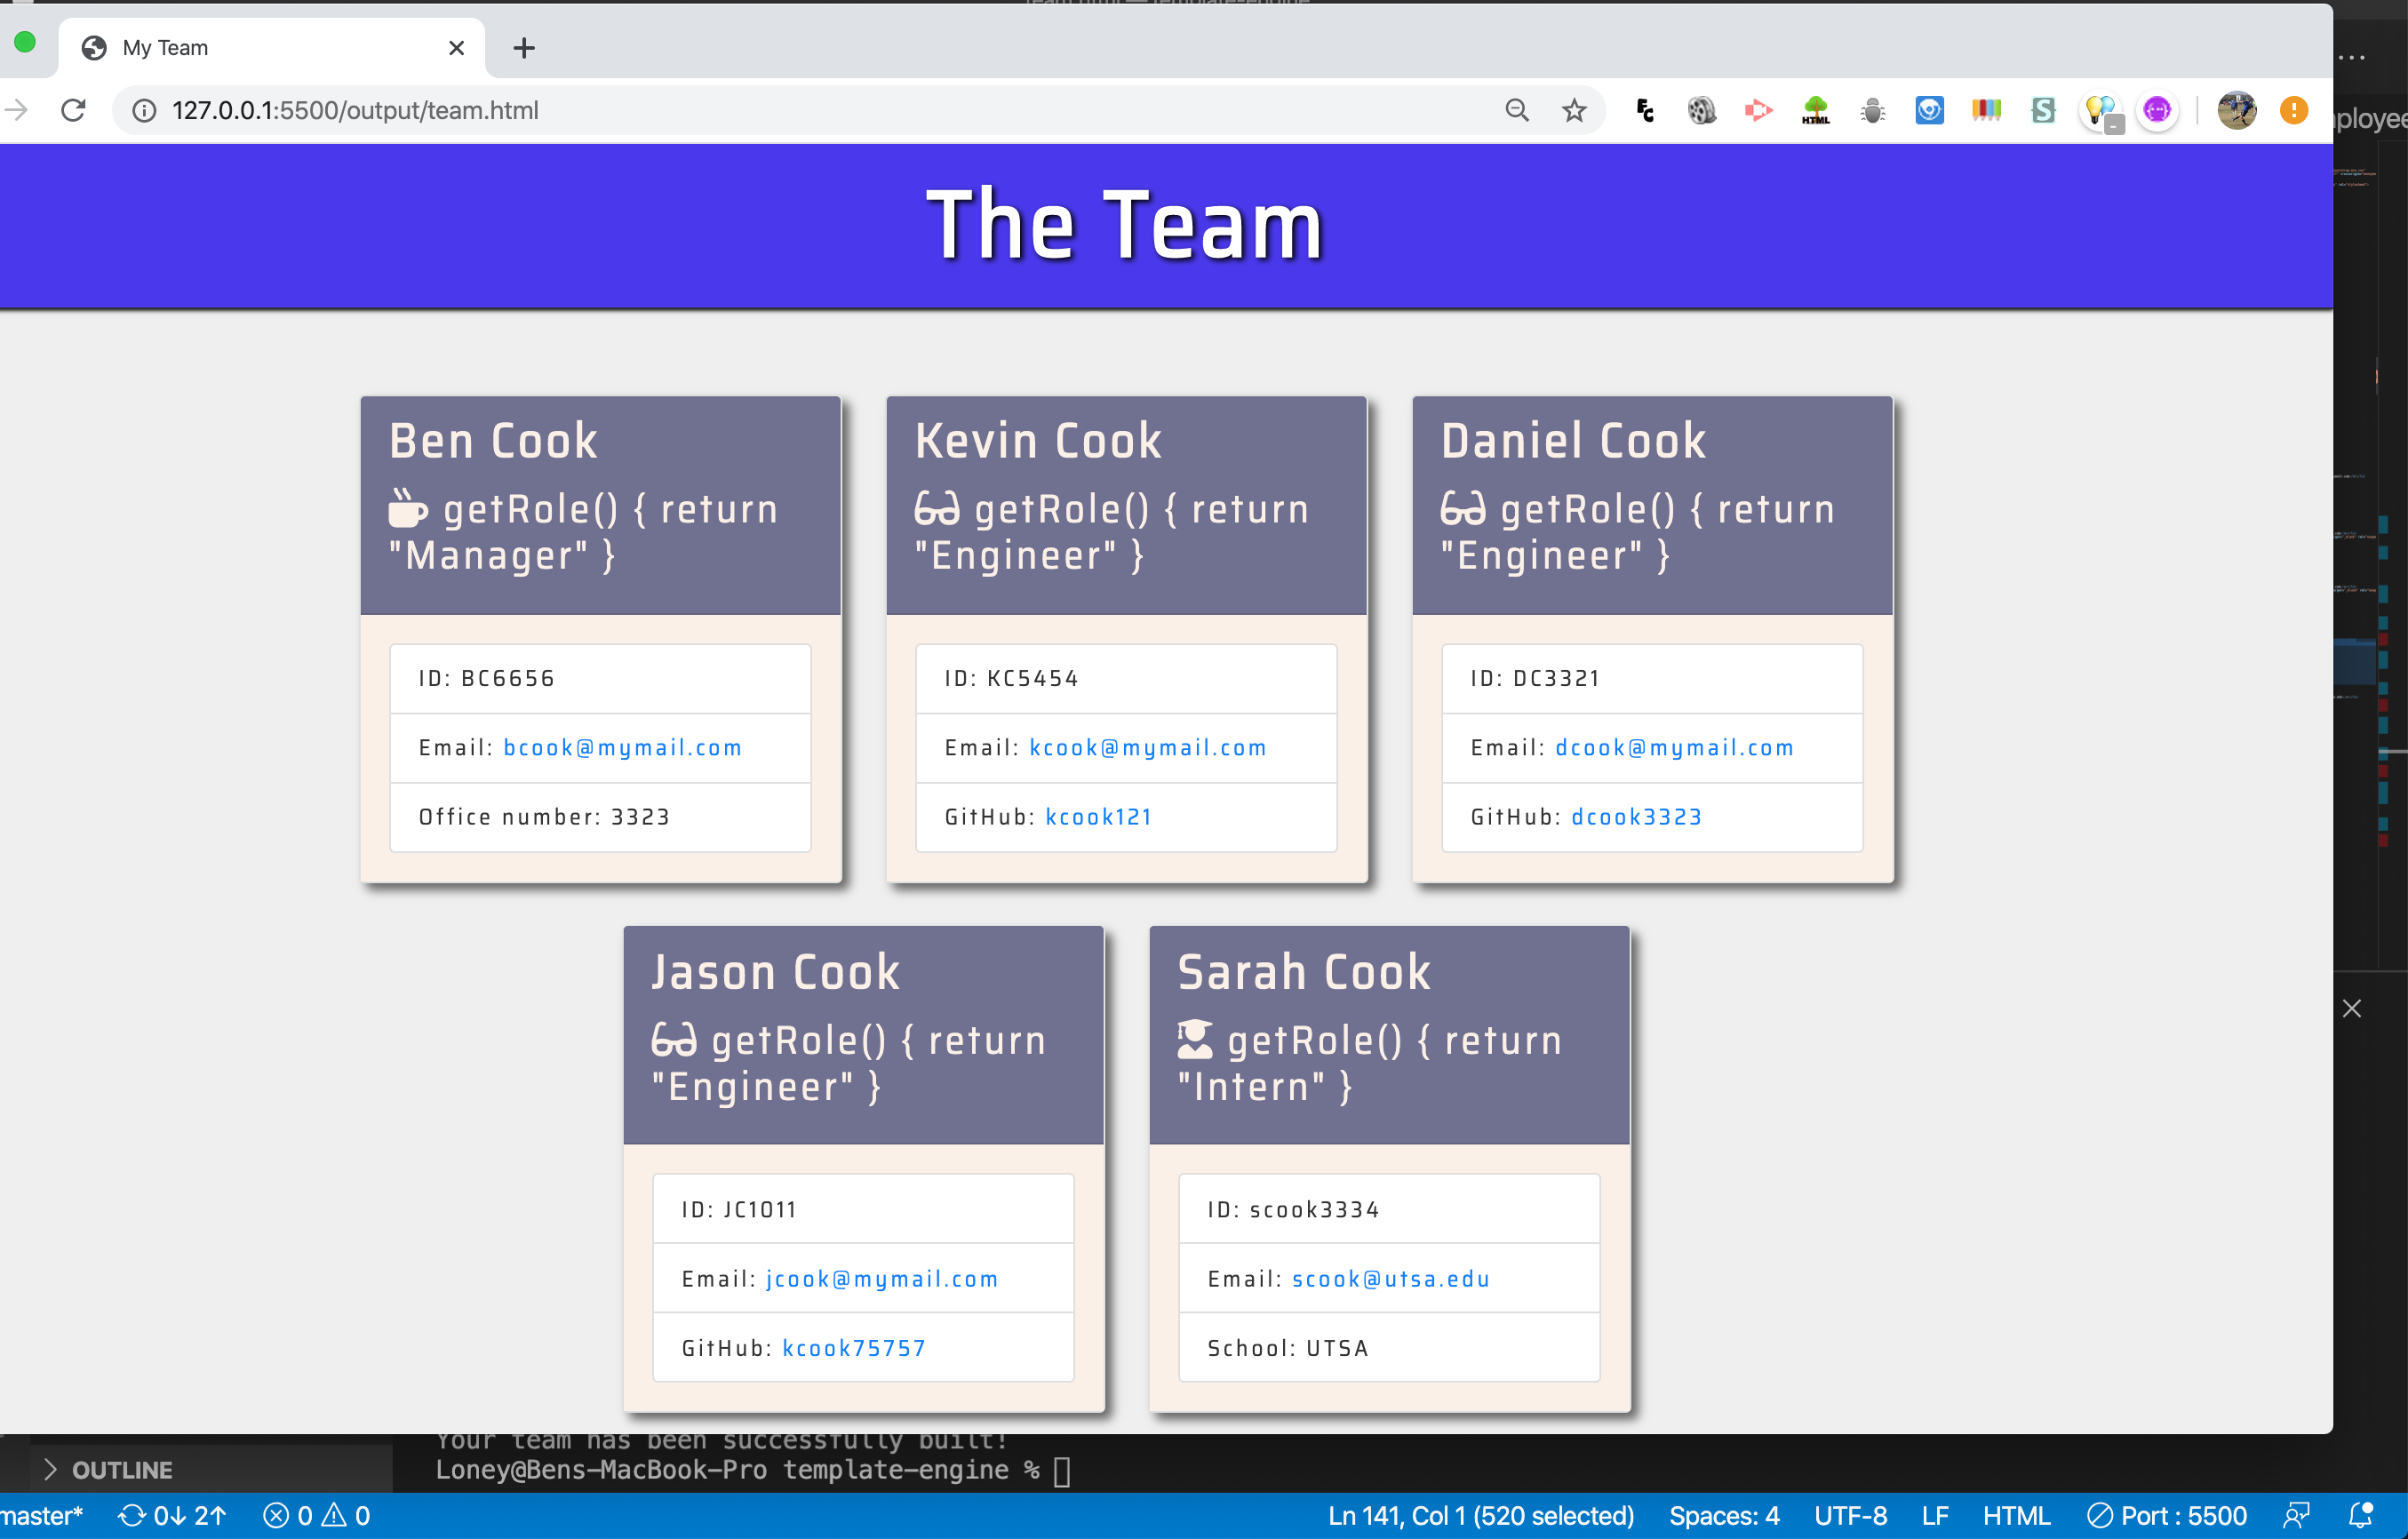 My Team
127.0.0.1:5500/output/team.html
HTML
The Team
Ben Cook
getRole() { return
"Manager" }
ID: BC6656
Email: bcook@mymail.com
Office number: 3323
Kevin Cook
getRole() { return
"Engineer" }
ID: KC5454
Email: kcook@mymail.com
GitHub: kcook121
Daniel Cook
getRole() { return
"Engineer" }
ID: DC3321
Email: dcook@mymail.com
GitHub: dcook3323
Jason Cook
getRole() { return
"Engineer" }
ID: JC1011
Email: jcook@mymail.com
GitHub: kcook75757
Sarah Cook
getRole() { return
"Intern" }
ID: scook3334
Email: scook@utsa.edu
School: UTSA
Your team has been successfully built!
OUTLINE
Loney@Bens-MacBook-Pro template-engine %
master* 0↓ 2↑ 0 0 Ln 141, Col 1 (520 selected) Spaces: 4 UTF-8 LF HTML Port : 5500